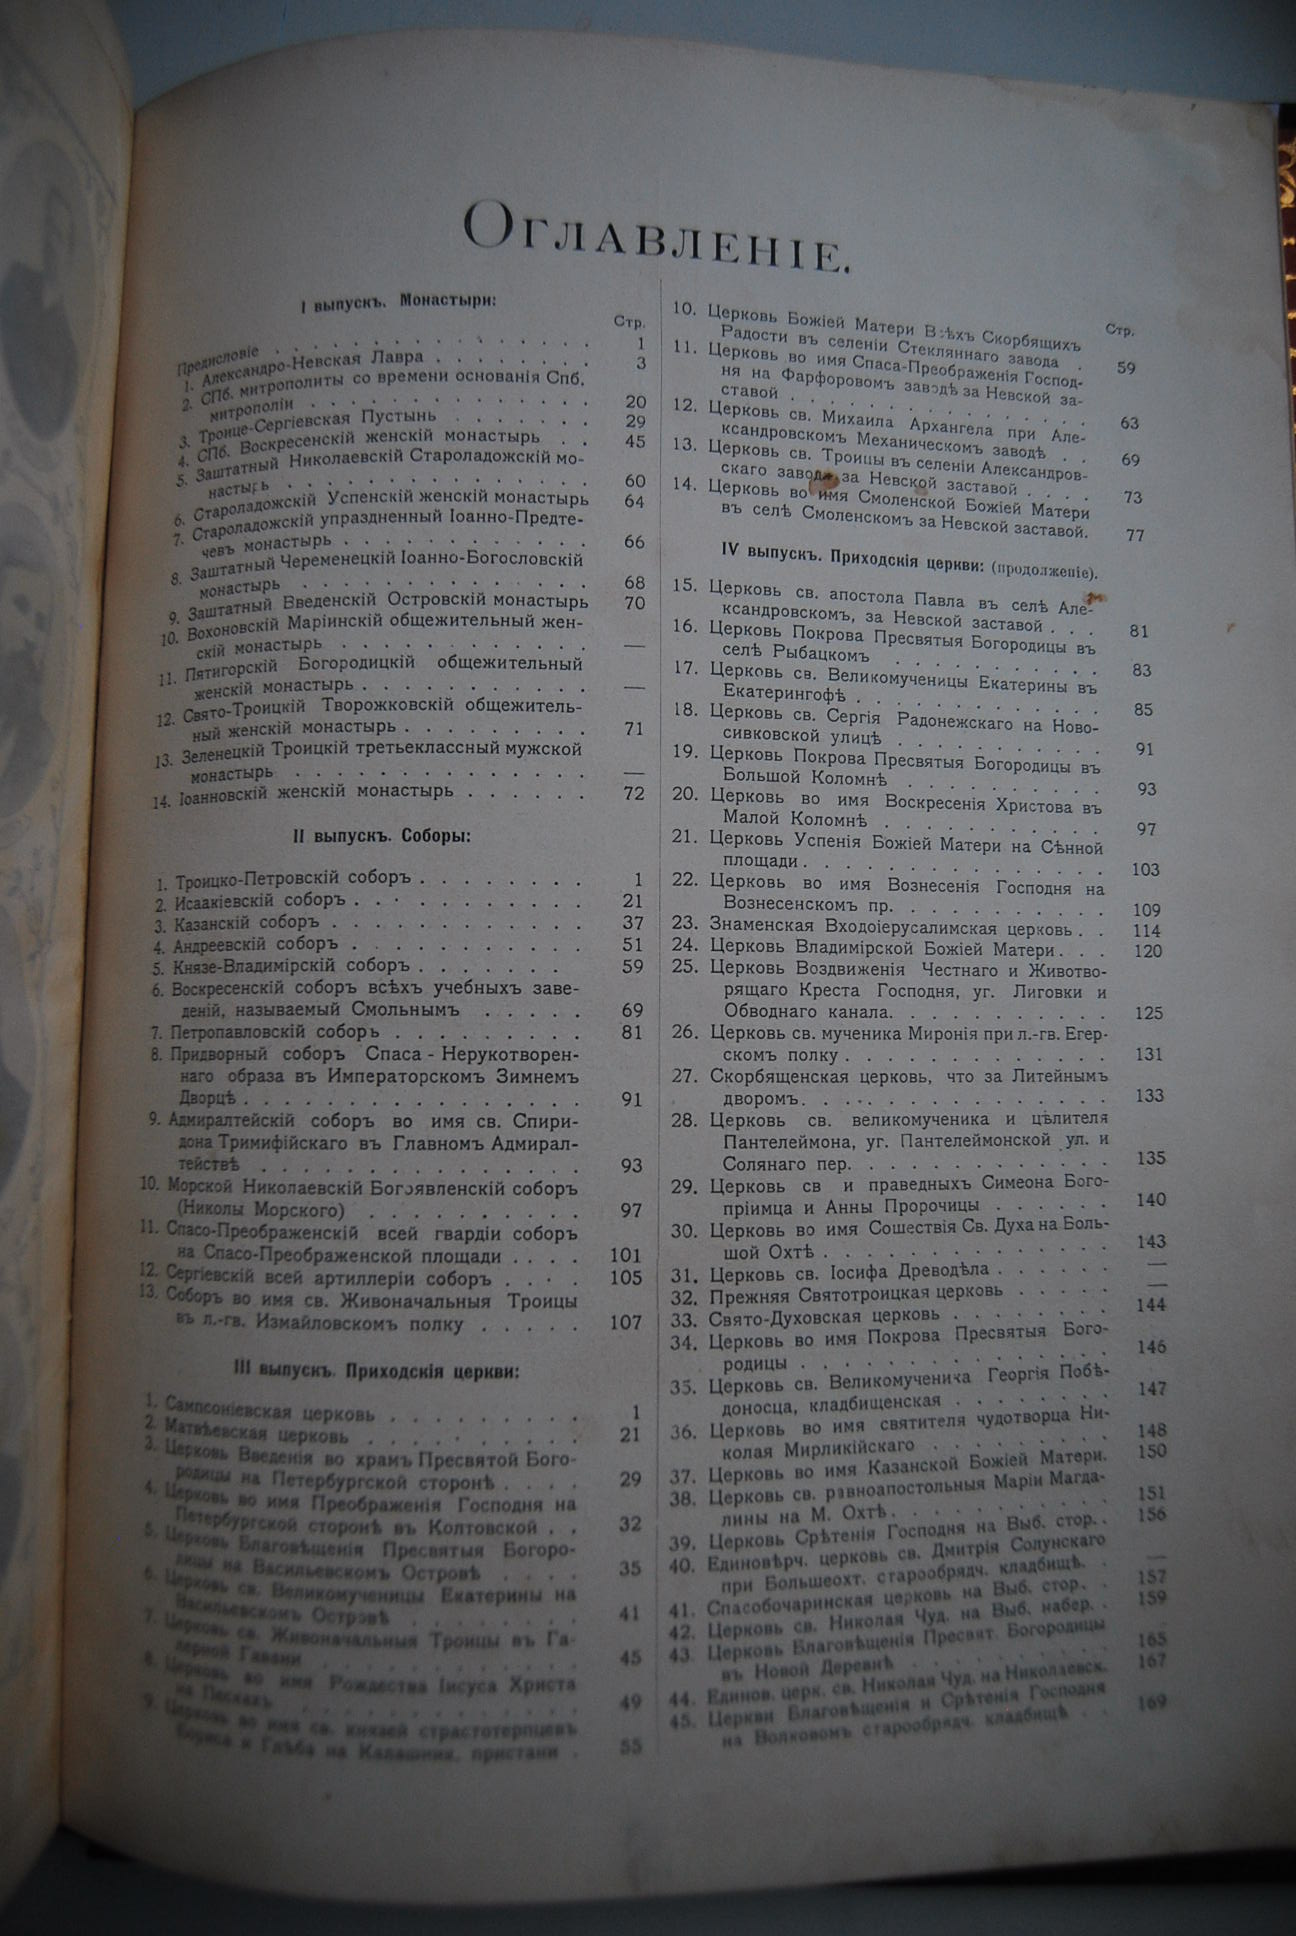 Оглавленіе.
I выпускъ. Монастыри:
Стр.
Предисловіе . . . . . . . . . . . . . . 1
1. Александро-Невская Лавра . . . . . . . . 3
2. СПб. митрополиты со времени основанія Спб.
митрополіи . . . . . . . . . . . . . 20
3. Троице-Сергіевская Пустынь . . . . . . . 29
4. СПб. Воскресенскій женскій монастырь . . 45
5. Заштатный Николаевскій Староладожскій мо-
настырь . . . . . . . . . . . . . . 60
6. Староладожскій Успенскій женскій монастырь 64
7. Староладожскій упраздненный Іоанно-Предте-
чевъ монастырь . . . . . . . . . . . 66
8. Заштатный Череменецкій Іоанно-Богословскій
монастырь . . . . . . . . . . . . . 68
9. Заштатный Введенскій Островскій монастырь 70
10. Вохоновскій Маріинскій общежительный жен-
скій монастырь . . . . . . . . . . . —
11. Пятигорскій Богородицкій общежительный
женскій монастырь . . . . . . . . . . —
12. Свято-Троицкій Творожковскій общежитель-
ный женскій монастырь . . . . . . . . 71
13. Зеленецкій Троицкій третьеклассный мужской
монастырь . . . . . . . . . . . . . —
14. Іоанновскій женскій монастырь . . . . . . 72
II выпускъ. Соборы:
1. Троицко-Петровскій соборъ . . . . . . . . 1
2. Исаакіевскій соборъ . . . . . . . . . . . 21
3. Казанскій соборъ . . . . . . . . . . . . 37
4. Андреевскій соборъ . . . . . . . . . . . 51
5. Князе-Владимірскій соборъ . . . . . . . 59
6. Воскресенскій соборъ всѣхъ учебныхъ заве-
деній, называемый Смольнымъ . . . . . 69
7. Петропавловскій соборъ . . . . . . . . . 81
8. Придворный соборъ Спаса - Нерукотворен-
наго образа въ Императорскомъ Зимнемъ
Дворцѣ . . . . . . . . . . . . . . . 91
9. Адмиралтейскій соборъ во имя св. Спири-
дона Тримифійскаго въ Главномъ Адмирал-
тействѣ . . . . . . . . . . . . . . 93
10. Морской Николаевскій Богоявленскій соборъ
(Николы Морского) . . . . . . . . . . 97
11. Спасо-Преображенскій всей гвардіи соборъ
на Спасо-Преображенской площади . . . . 101
12. Сергіевскій всей артиллеріи соборъ . . . . 105
13. Соборъ во имя св. Живоначальныя Троицы
въ л.-гв. Измайловскомъ полку . . . . . 107
III выпускъ. Приходскія церкви:
1. Сампсоніевская церковь . . . . . . . . . 1
2. Матвѣевская церковь . . . . . . . . . . 21
3. Церковь Введенія во храмъ Пресвятой Бого-
родицы на Петербургской сторонѣ . . . . 29
4. Церковь во имя Преображенія Господня на
Петербургской сторонѣ въ Колтовской . . 32
5. Церковь Благовѣщенія Пресвятыя Богоро-
дицы на Васильевскомъ Островѣ . . . . 35
6. Церковь св. Великомученицы Екатерины на
Васильевскомъ Островѣ . . . . . . . . 41
7. Церковь св. Живоначальныя Троицы въ Га-
лерной Гавани . . . . . . . . . . . . 45
8. Церковь во имя Рождества Іисуса Христа
на Пескахъ . . . . . . . . . . . . . 49
9. Церковь во имя св. князей страстотерпцевъ
Бориса и Глѣба на Калашник. пристани . 55
Стр.
10. Церковь Божіей Матери Всѣхъ Скорбящихъ
Радости въ селеніи Стекляннаго завода . 59
11. Церковь во имя Спаса-Преображенія Господ-
ня на Фарфоровомъ заводѣ за Невской за-
ставой . . . . . . . . . . . . . . . 63
12. Церковь св. Михаила Архангела при Але-
ксандровскомъ Механическомъ заводѣ . . 69
13. Церковь св. Троицы въ селеніи Александров-
скаго завода за Невской заставой . . . . 73
14. Церковь во имя Смоленской Божіей Матери
въ селѣ Смоленскомъ за Невской заставой. 77
IV выпускъ. Приходскія церкви: (продолженіе).
15. Церковь св. апостола Павла въ селѣ Але-
ксандровскомъ, за Невской заставой . . . 81
16. Церковь Покрова Пресвятыя Богородицы въ
селѣ Рыбацкомъ . . . . . . . . . . . 83
17. Церковь св. Великомученицы Екатерины въ
Екатерингофѣ . . . . . . . . . . . . 85
18. Церковь св. Сергія Радонежскаго на Ново-
сивковской улицѣ . . . . . . . . . . 91
19. Церковь Покрова Пресвятыя Богородицы въ
Большой Коломнѣ . . . . . . . . . . 93
20. Церковь во имя Воскресенія Христова въ
Малой Коломнѣ . . . . . . . . . . . 97
21. Церковь Успенія Божіей Матери на Сѣнной
площади . . . . . . . . . . . . . . 103
22. Церковь во имя Вознесенія Господня на
Вознесенскомъ пр. . . . . . . . . . . 109
23. Знаменская Входоіерусалимская церковь . . 114
24. Церковь Владимірской Божіей Матери . . . 120
25. Церковь Воздвиженія Честнаго и Животво-
рящаго Креста Господня, уг. Лиговки и
Обводнаго канала. . . . . . . . . . . 125
26. Церковь св. мученика Миронія при л.-гв. Егер-
скомъ полку . . . . . . . . . . . . . 131
27. Скорбященская церковь, что за Литейнымъ
дворомъ. . . . . . . . . . . . . . . 133
28. Церковь св. великомученика и цѣлителя
Пантелеймона, уг. Пантелеймонской ул. и
Солянаго пер. . . . . . . . . . . . . 135
29. Церковь св и праведныхъ Симеона Бого-
пріимца и Анны Пророчицы . . . . . . 140
30. Церковь во имя Сошествія Св. Духа на Боль-
шой Охтѣ . . . . . . . . . . . . . . 143
31. Церковь св. Іосифа Древодѣла . . . . . . —
32. Прежняя Святотроицкая церковь . . . . . —
33. Свято-Духовская церковь . . . . . . . . 144
34. Церковь во имя Покрова Пресвятыя Бого-
родицы . . . . . . . . . . . . . . . 146
35. Церковь св. Великомученика Георгія Побѣ-
доносца, кладбищенская . . . . . . . . 147
36. Церковь во имя святителя чудотворца Ни-
колая Мирликійскаго . . . . . . . . . 148
37. Церковь во имя Казанской Божіей Матери. 150
38. Церковь св. равноапостольныя Маріи Магда-
лины на М. Охтѣ. . . . . . . . . . . 151
39. Церковь Срѣтенія Господня на Выб. стор. . 156
40. Единовѣрч. церковь св. Дмитрія Солунскаго
при Большеохт. старообрядч. кладбищѣ. . —
41. Спасобочаринская церковь на Выб. стор. . 157
42. Церковь св. Николая Чуд. на Выб. набер. . 159
43. Церковь Благовѣщенія Пресвят. Богородицы
въ Новой Деревнѣ . . . . . . . . . . 165
44. Единов. церк. св. Николая Чуд. на Николаевск. 167
45. Церкви Благовѣщенія и Срѣтенія Господня
на Волковомъ старообрядч. кладбищѣ . . 169